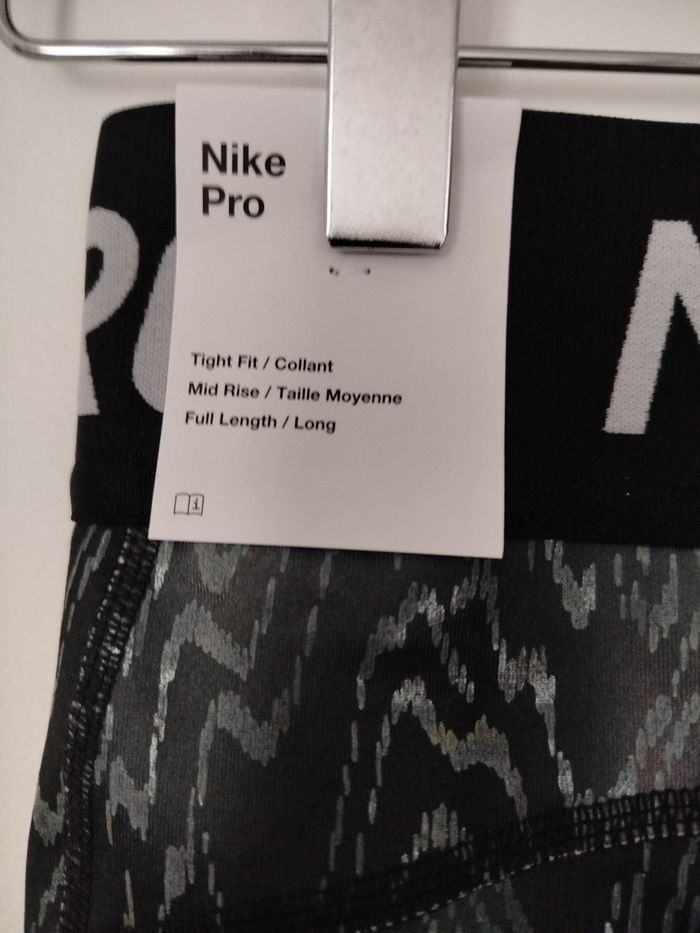 Nike
Pro
Tight Fit / Collant
Mid Rise / Taille Moyenne
Full Length / Long
i